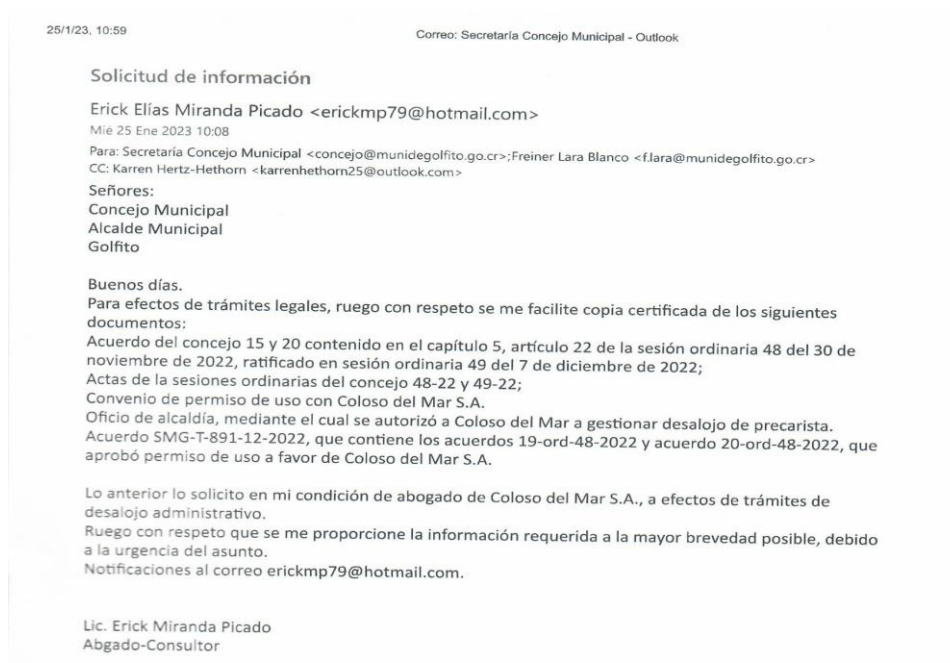 25/1/23, 10:59
Correo: Secretaría Concejo Municipal - Outlook
Solicitud de información
Erick Elías Miranda Picado <erickmp79@hotmail.com>
Mié 25 Ene 2023 10:08
Para: Secretaría Concejo Municipal <concejo@munidegolfito.go.cr>;Freiner Lara Blanco <f.lara@munidegolfito.go.cr>
CC: Karren Hertz-Hethorn <karrenhethorn25@outlook.com>
Señores:
Concejo Municipal
Alcalde Municipal
Golfito
Buenos días.
Para efectos de trámites legales, ruego con respeto se me facilite copia certificada de los siguientes
documentos:
Acuerdo del concejo 15 y 20 contenido en el capítulo 5, artículo 22 de la sesión ordinaria 48 del 30 de
noviembre de 2022, ratificado en sesión ordinaria 49 del 7 de diciembre de 2022;
Actas de la sesiones ordinarias del concejo 48-22 y 49-22;
Convenio de permiso de uso con Coloso del Mar S.A.
Oficio de alcaldía, mediante el cual se autorizó a Coloso del Mar a gestionar desalojo de precarista.
Acuerdo SMG-T-891-12-2022, que contiene los acuerdos 19-ord-48-2022 y acuerdo 20-ord-48-2022, que
aprobó permiso de uso a favor de Coloso del Mar S.A.
Lo anterior lo solicito en mi condición de abogado de Coloso del Mar S.A., a efectos de trámites de
desalojo administrativo.
Ruego con respeto que se me proporcione la información requerida a la mayor brevedad posible, debido
a la urgencia del asunto.
Notificaciones al correo erickmp79@hotmail.com.
Lic. Erick Miranda Picado
Abgado-Consultor